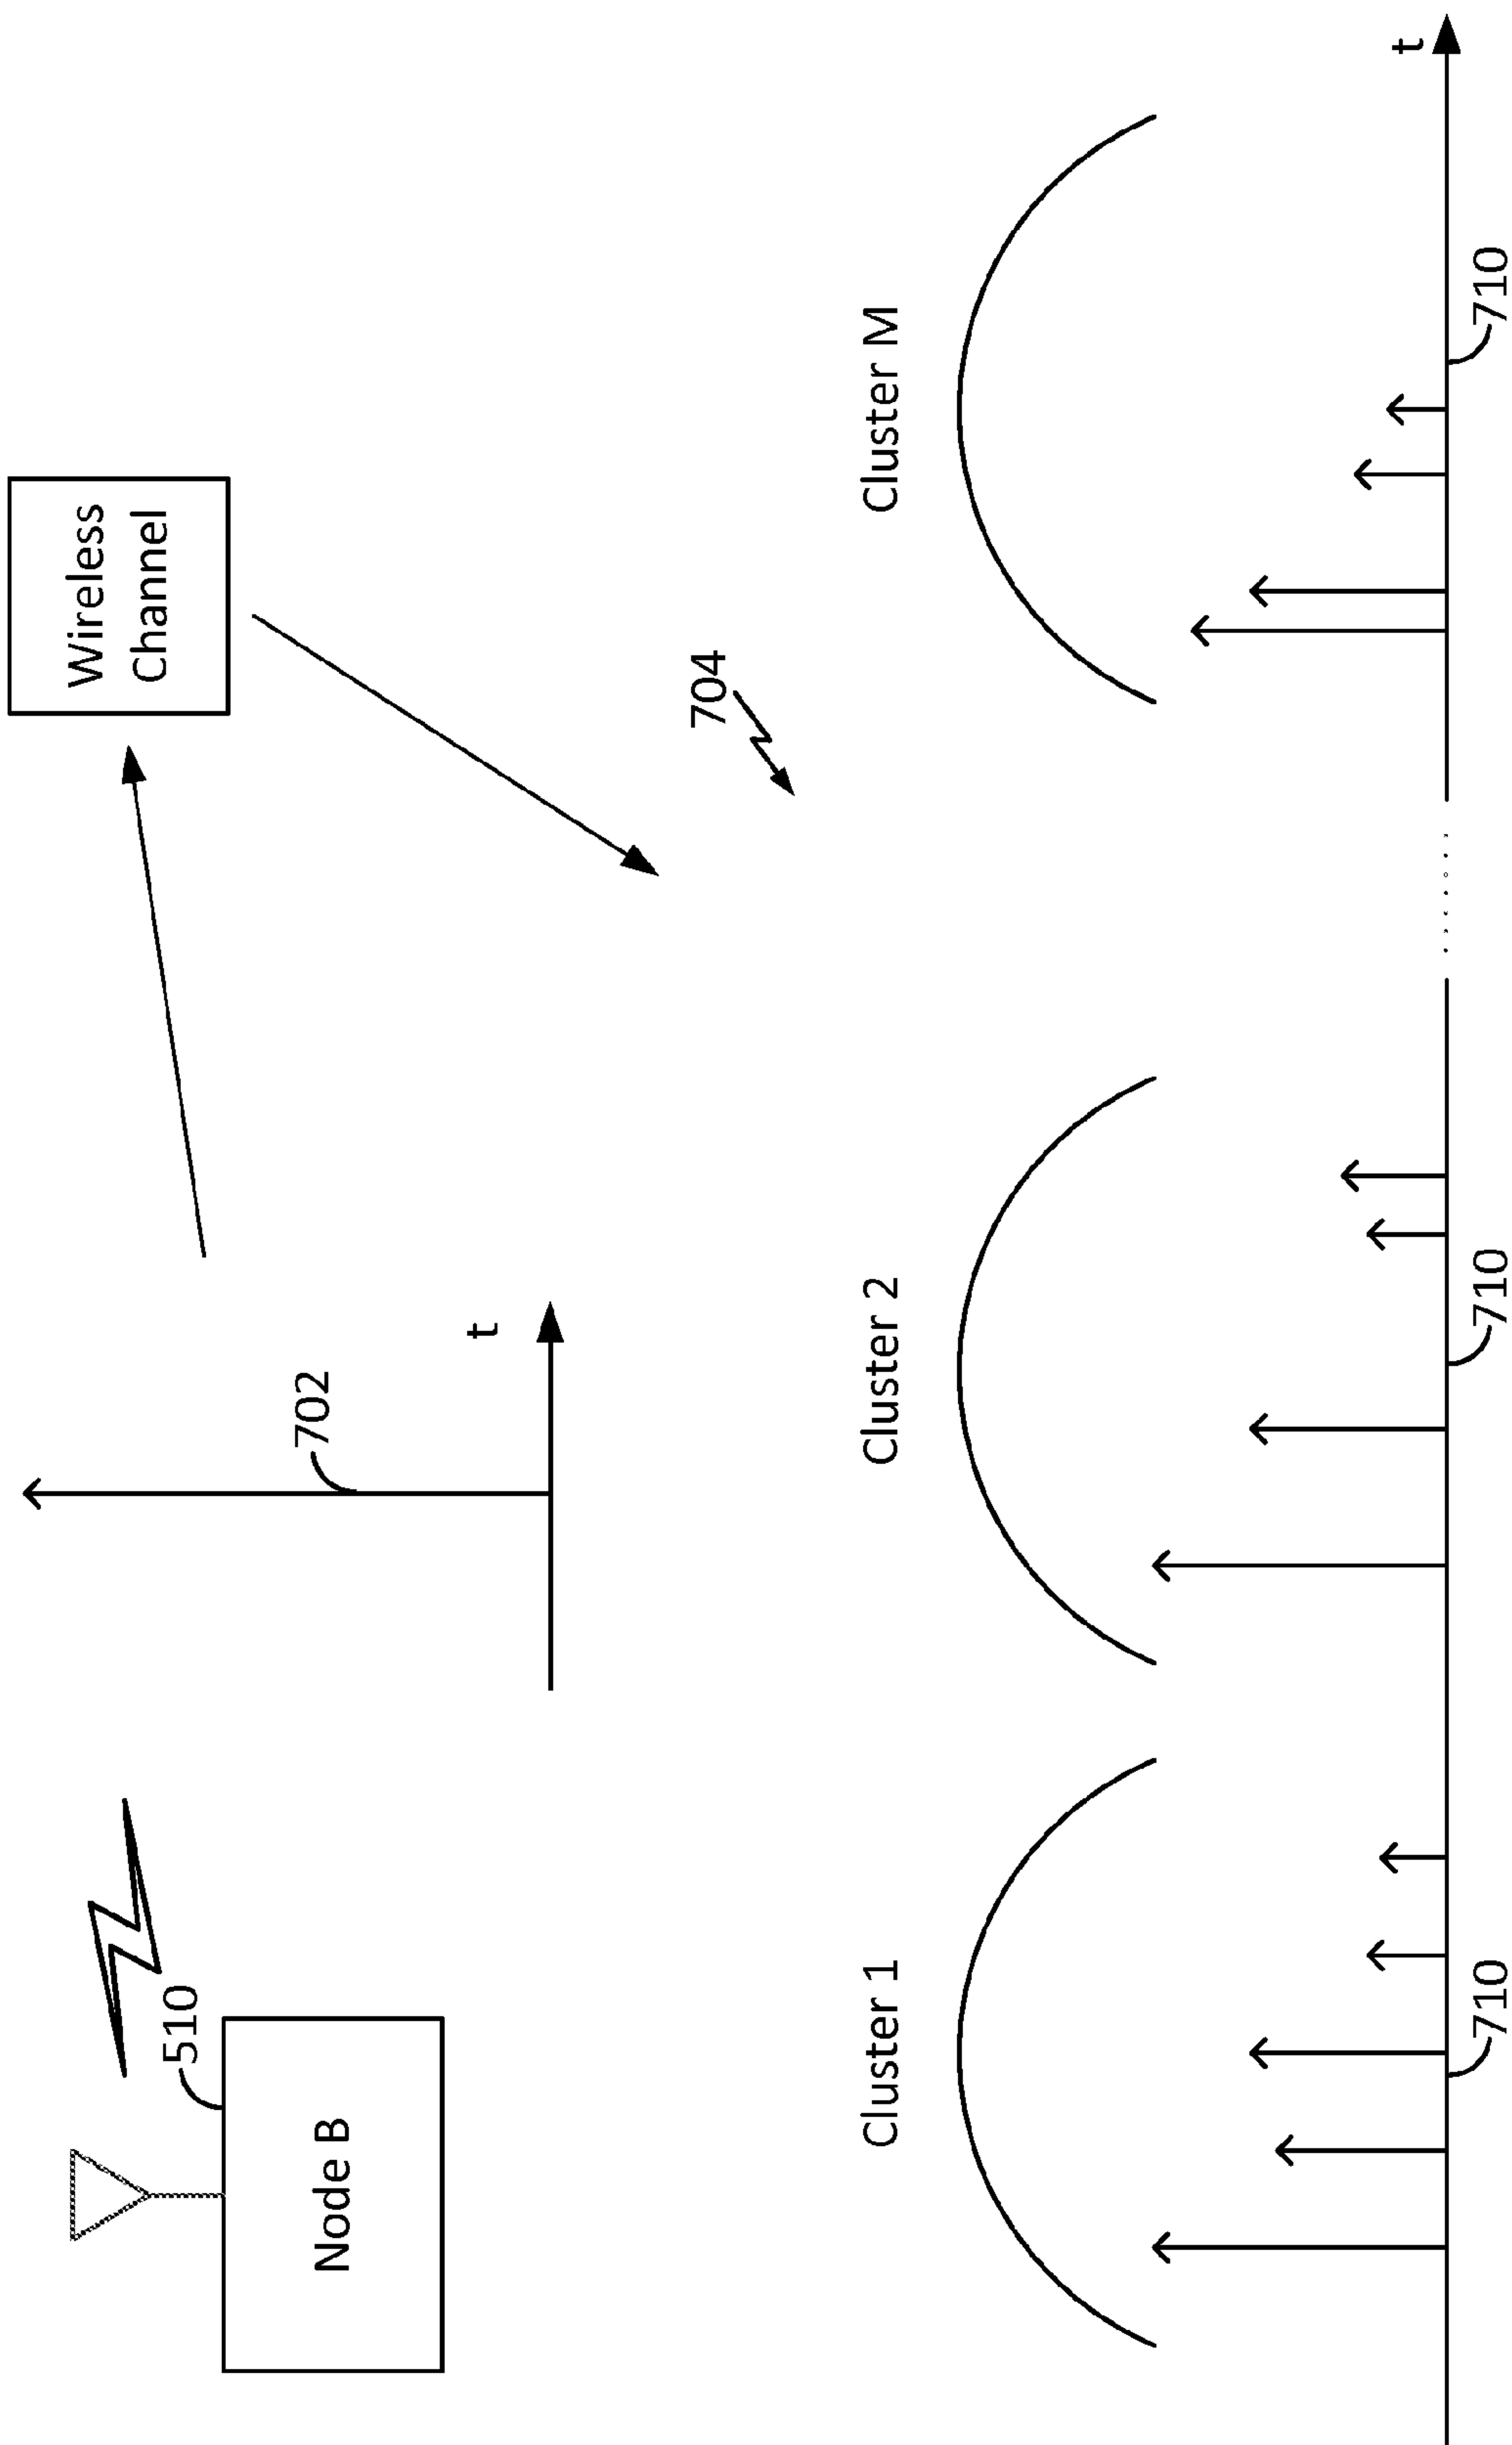 510
Node B
702
t
Wireless
Channel
704
Cluster 1
Cluster 2
Cluster M
t
710
710
710